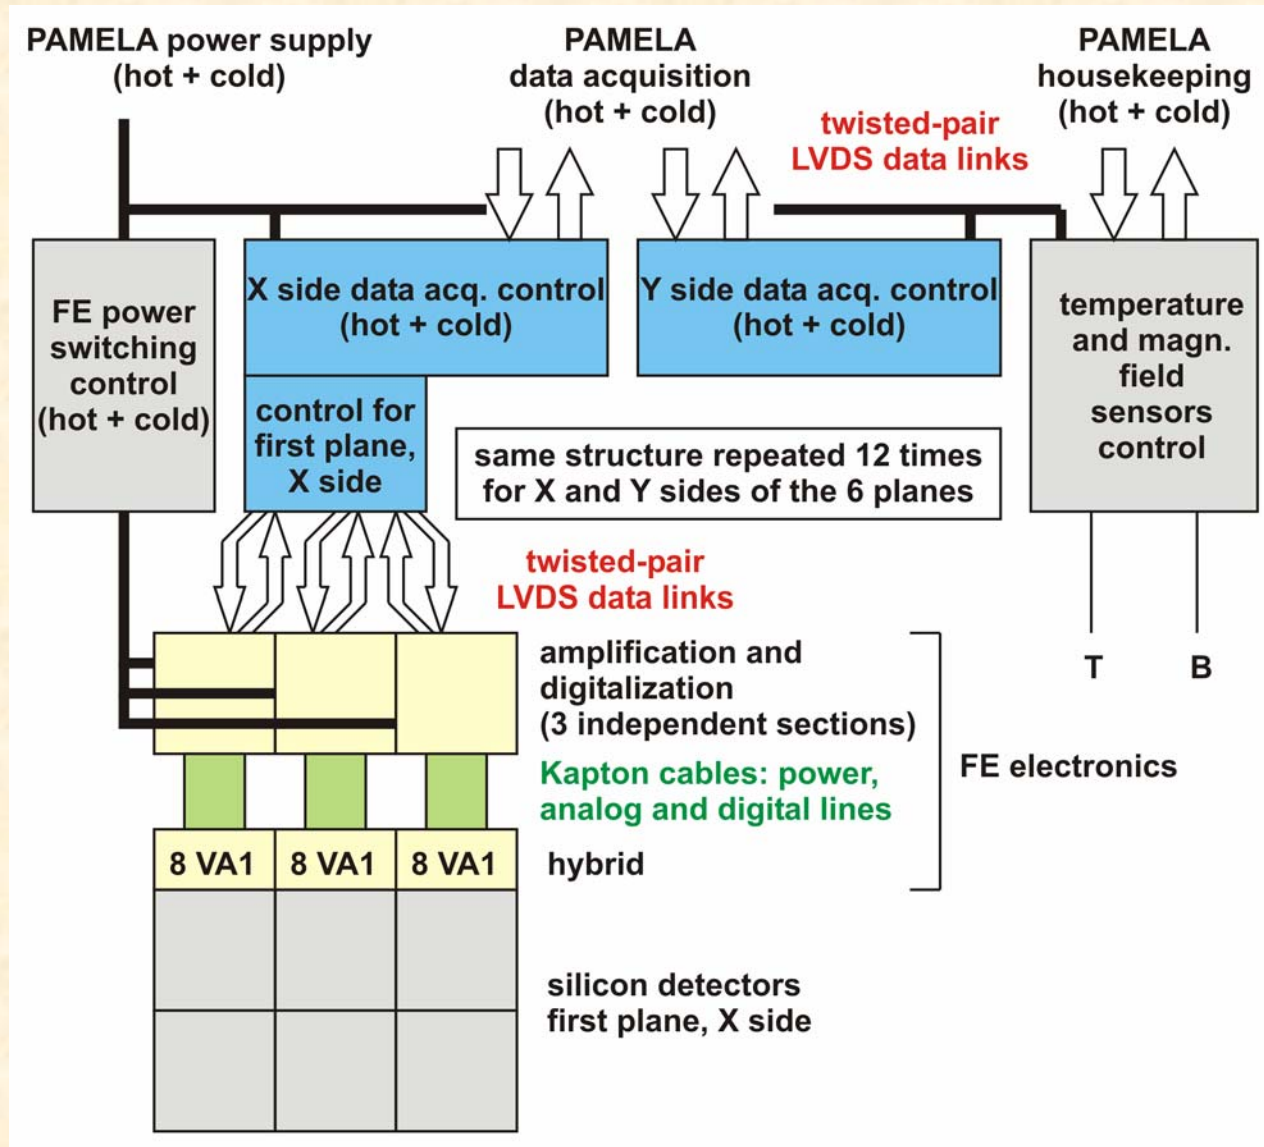 PAMELA power supply
(hot + cold)
PAMELA
data acquisition
(hot + cold)
PAMELA
housekeeping
(hot + cold)
twisted-pair
LVDS data links
FE power
switching
control
(hot + cold)
X side data acq. control
(hot + cold)
Y side data acq. control
(hot + cold)
temperature
and magn.
field
sensors
control
control for
first plane,
X side
same structure repeated 12 times
for X and Y sides of the 6 planes
twisted-pair
LVDS data links
T
B
amplification and
digitalization
(3 independent sections)
FE electronics
Kapton cables: power,
analog and digital lines
8 VA1
8 VA1
8 VA1
hybrid
silicon detectors
first plane, X side